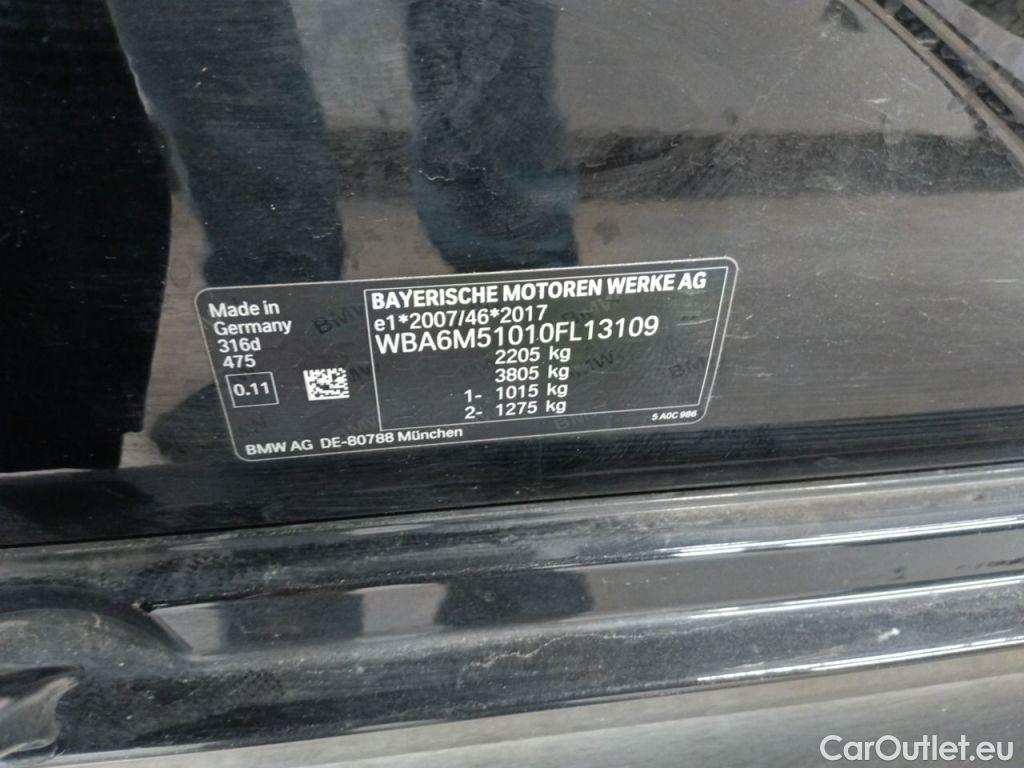 Made in
Germany
316d
475
0.11
BAYERISCHE MOTOREN WERKE AG
e1*2007/46*2017
WBA6M51010FL13109
2205 kg
3805 kg
1- 1015 kg
2- 1275 kg
5 A0C 986
BMW AG DE-80788 München
CarOutlet.eu